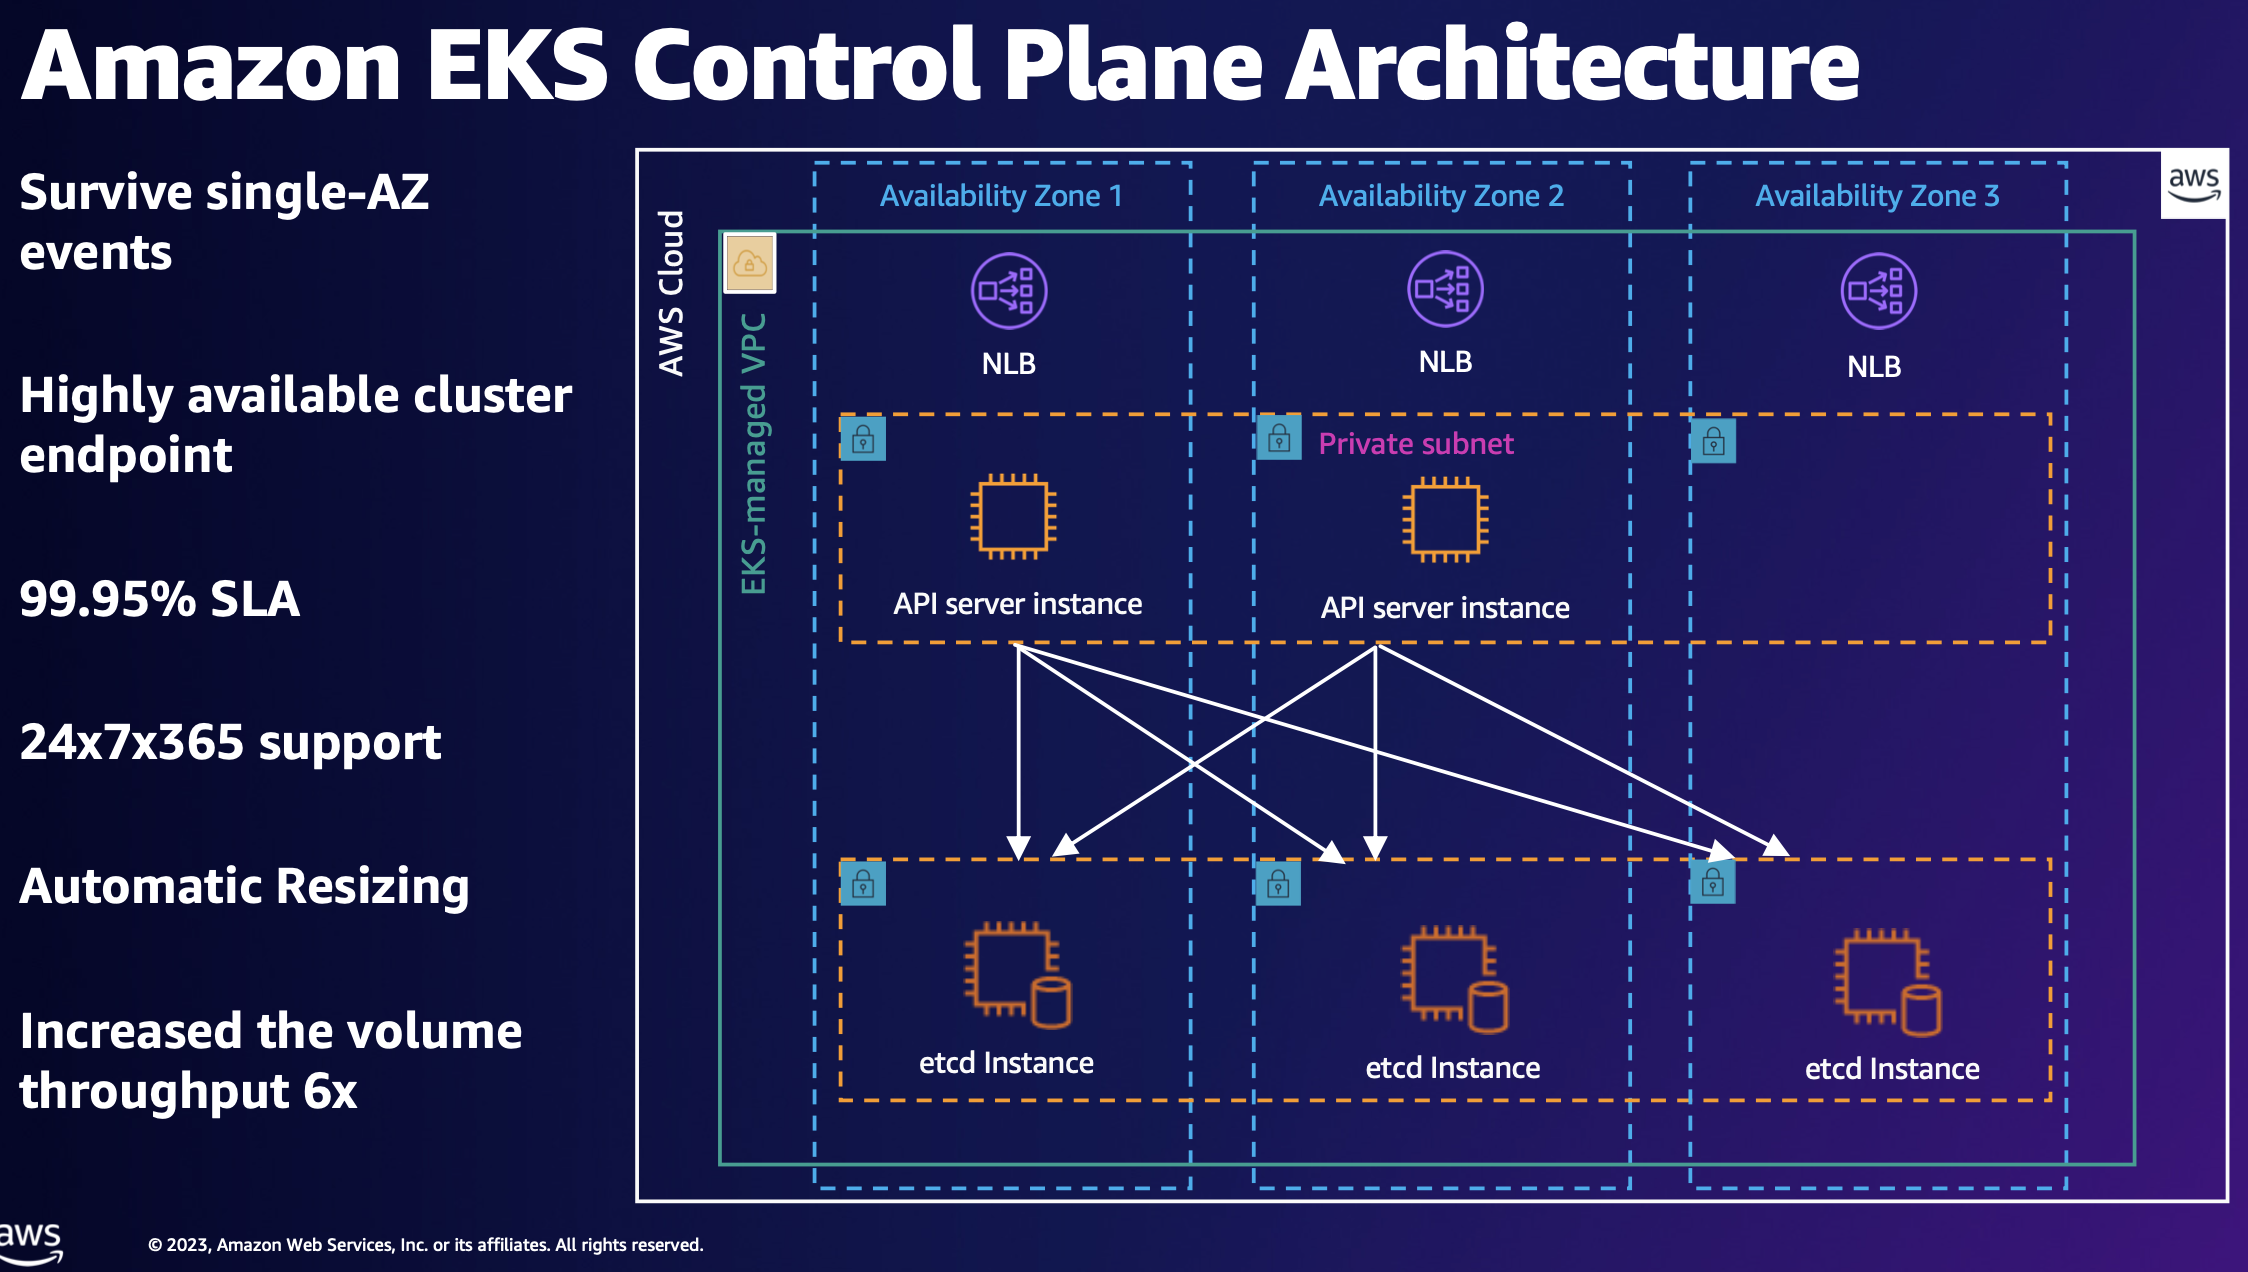 Amazon EKS Control Plane Architecture
Survive single-AZ
events
Highly available cluster
endpoint
99.95% SLA
24x7x365 support
Automatic Resizing
Increased the volume
throughput 6x
AWS Cloud
EKS-managed VPC
Availability Zone 1
Availability Zone 2
Availability Zone 3
aws
NLB
NLB
NLB
Private subnet
API server instance
API server instance
etcd Instance
etcd Instance
etcd Instance
aws
© 2023, Amazon Web Services, Inc. or its affiliates. All rights reserved.